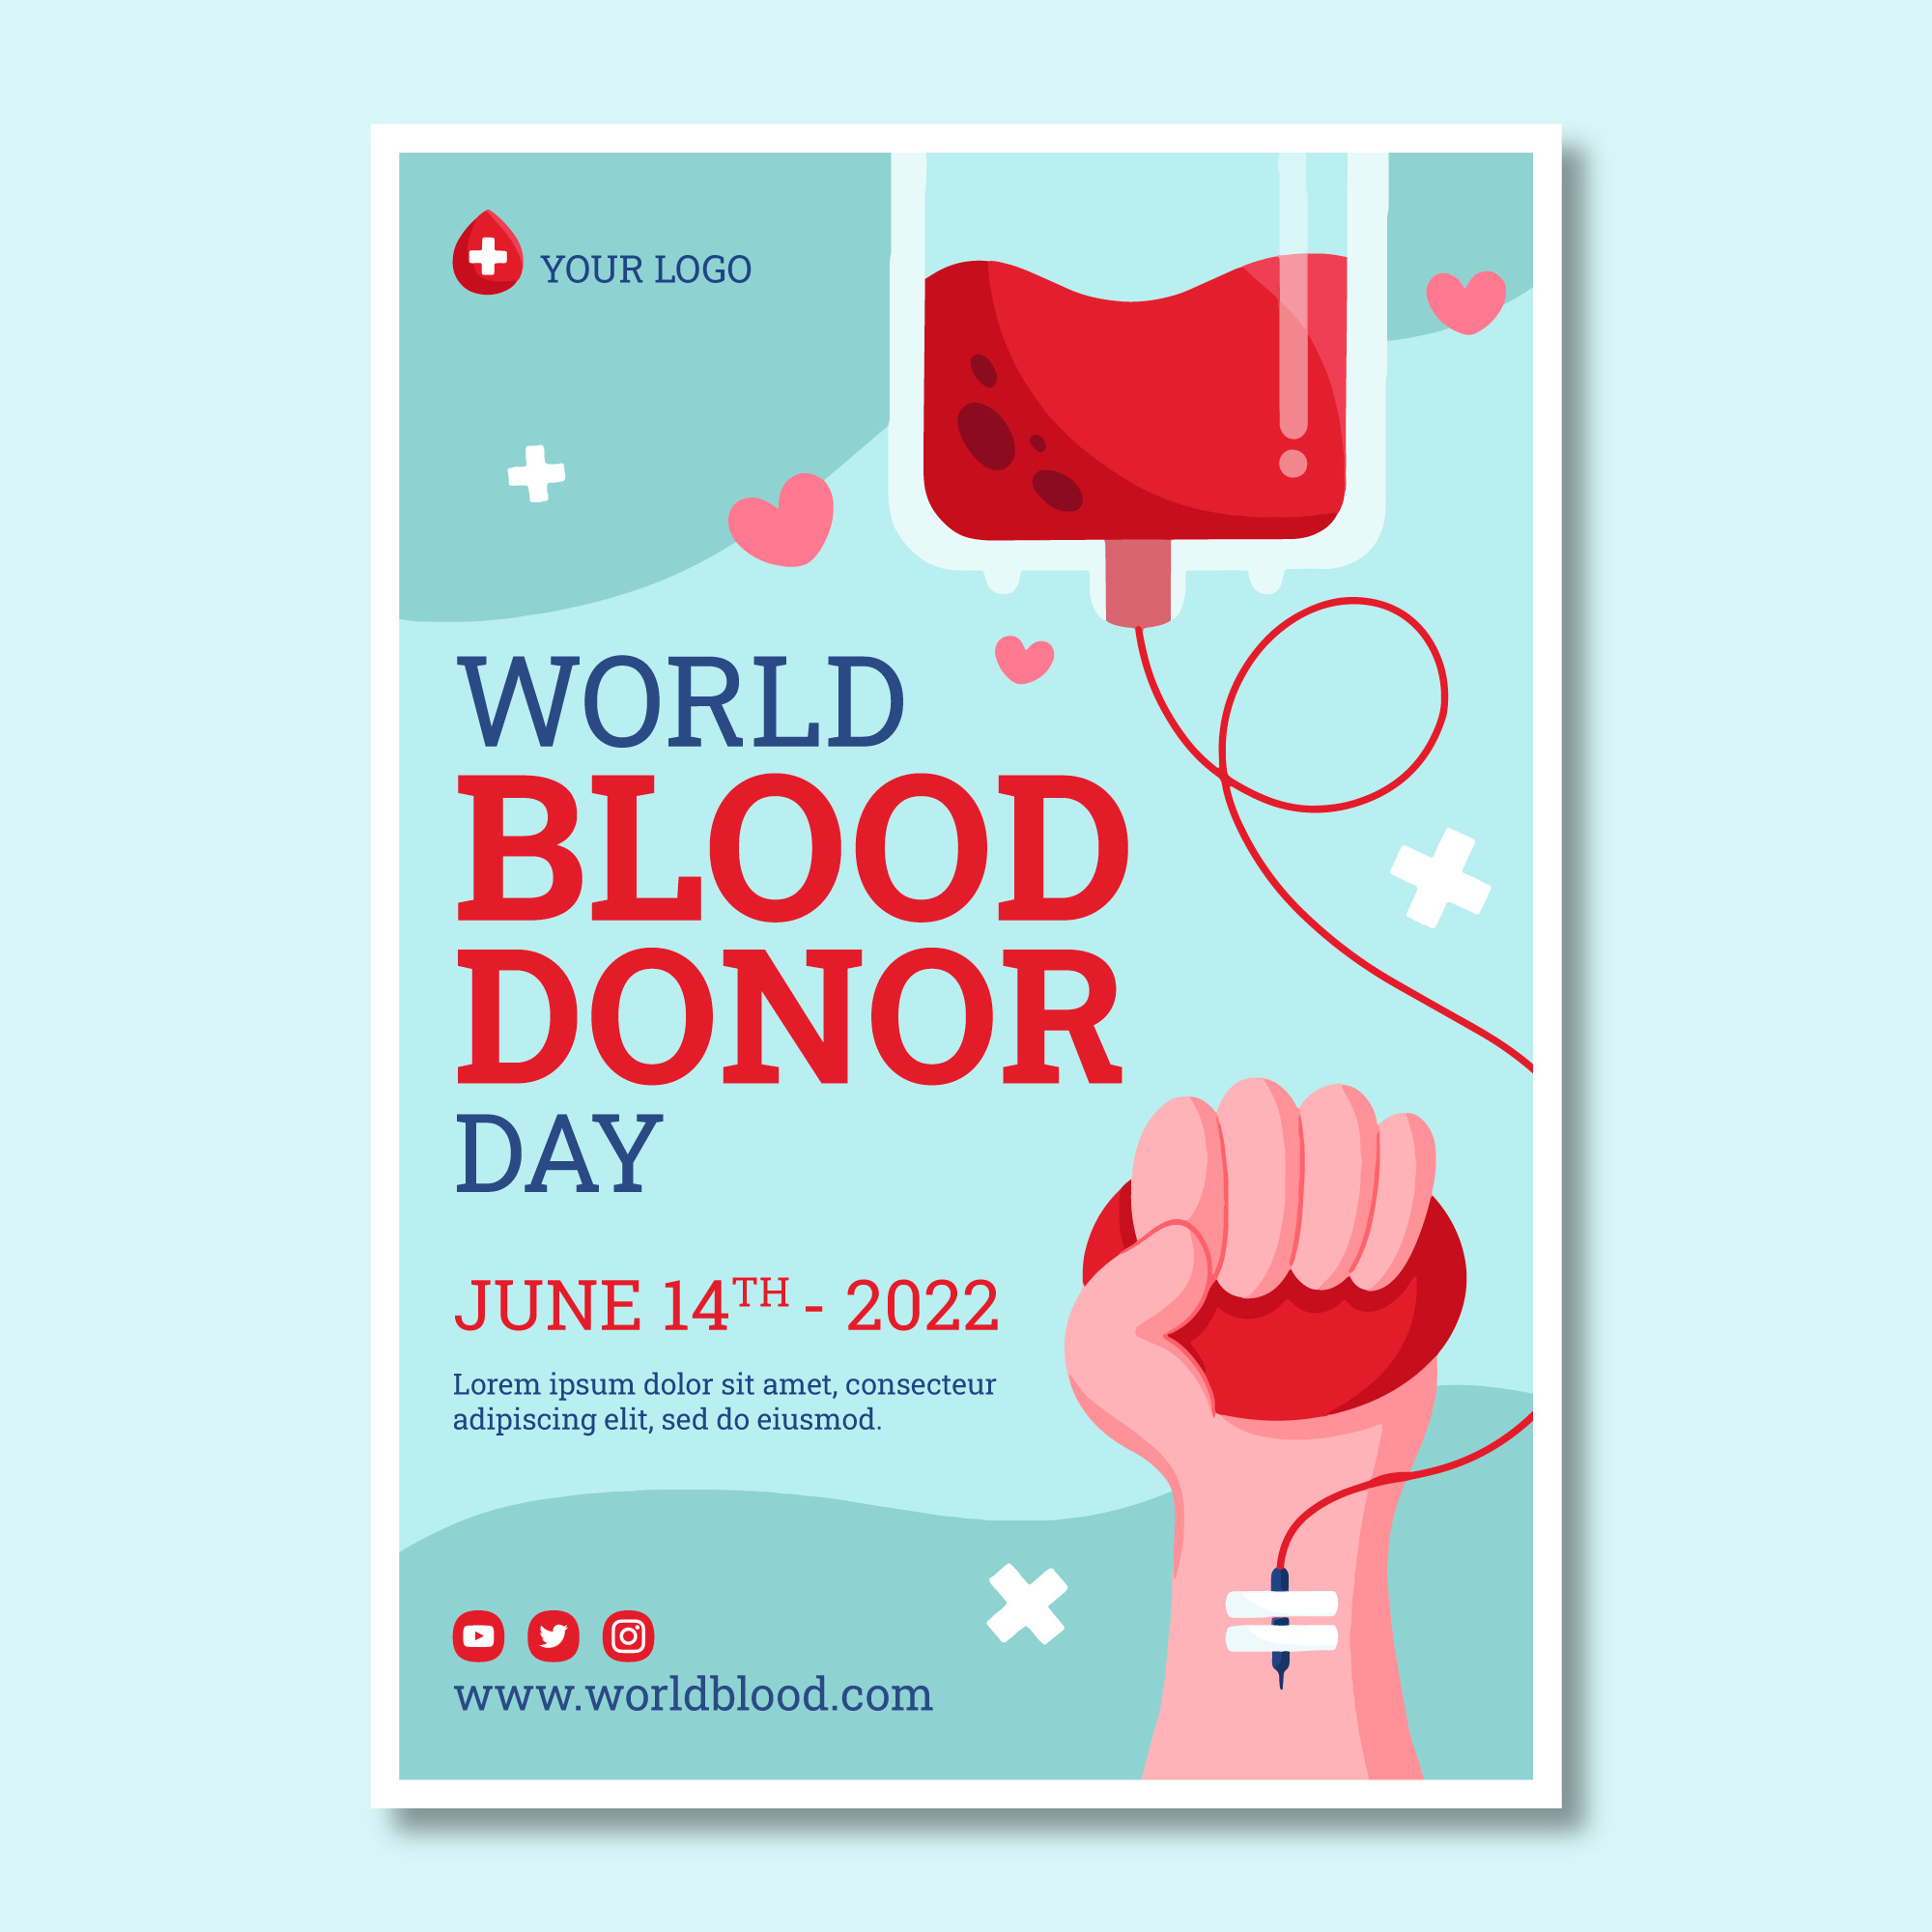 YOUR LOGO
WORLD
BLOOD
DONOR
DAY
JUNE 14TH - 2022
Lorem ipsum dolor sit amet, consecteur
adipiscing elit, sed do eiusmod.
www.worldblood.com